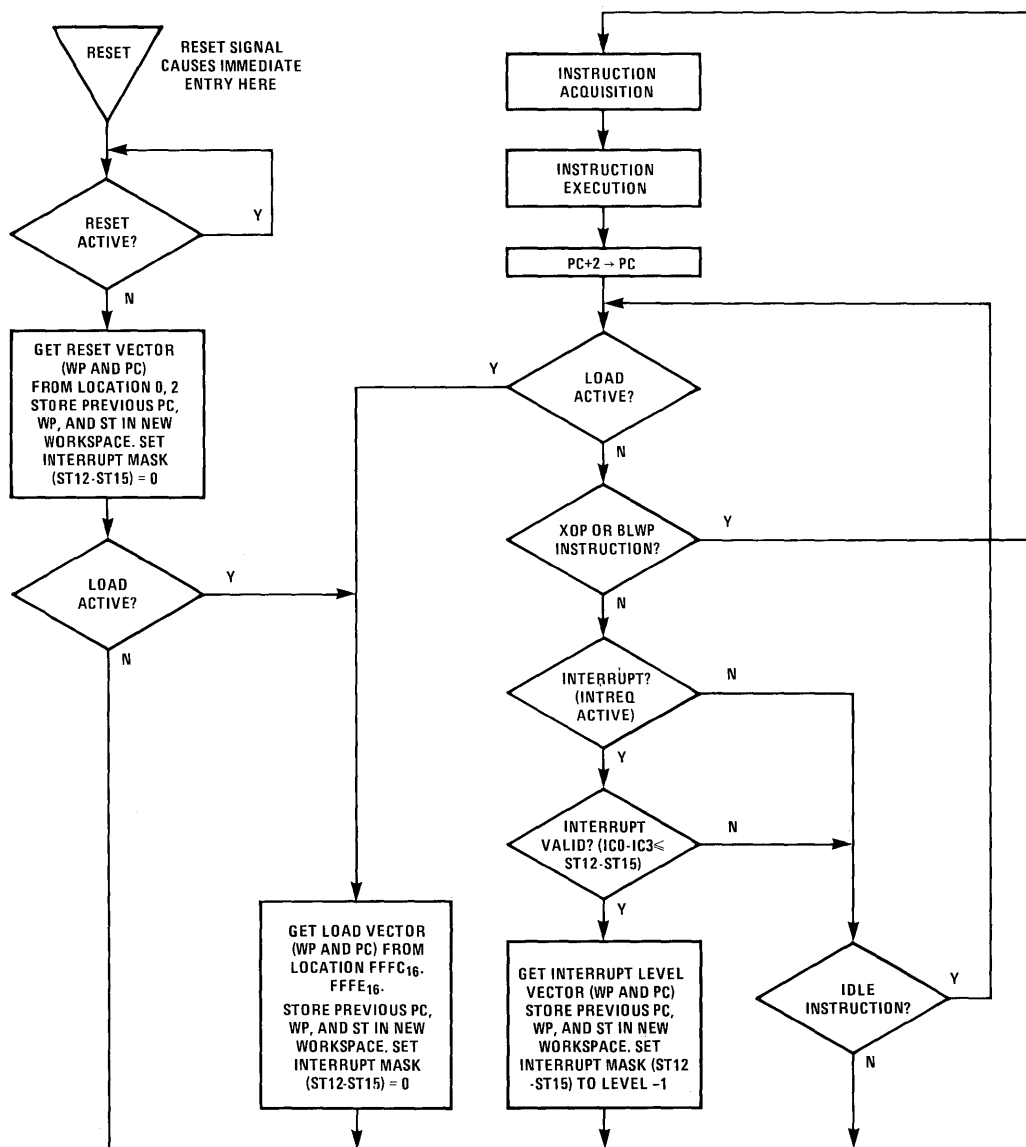 RESET
RESET SIGNAL
CAUSES IMMEDIATE
ENTRY HERE
RESET
ACTIVE?
Y
N
GET RESET VECTOR
(WP AND PC)
FROM LOCATION 0, 2
STORE PREVIOUS PC,
WP, AND ST IN NEW
WORKSPACE. SET
INTERRUPT MASK
(ST12-ST15) = 0
LOAD
ACTIVE?
Y
N
INSTRUCTION
ACQUISITION
INSTRUCTION
EXECUTION
PC+2 → PC
LOAD
ACTIVE?
Y
N
XOP OR BLWP
INSTRUCTION?
Y
N
INTERRUPT?
(INTREQ
ACTIVE)
N
Y
INTERRUPT
VALID? (IC0-IC3⩽
ST12-ST15)
N
Y
GET LOAD VECTOR
(WP AND PC) FROM
LOCATION FFFC₁₆.
FFFE₁₆.
STORE PREVIOUS PC,
WP, AND ST IN NEW
WORKSPACE. SET
INTERRUPT MASK
(ST12-ST15) = 0
GET INTERRUPT LEVEL
VECTOR (WP AND PC)
STORE PREVIOUS PC,
WP, AND ST IN NEW
WORKSPACE. SET
INTERRUPT MASK (ST12
-ST15) TO LEVEL –1
IDLE
INSTRUCTION?
Y
N